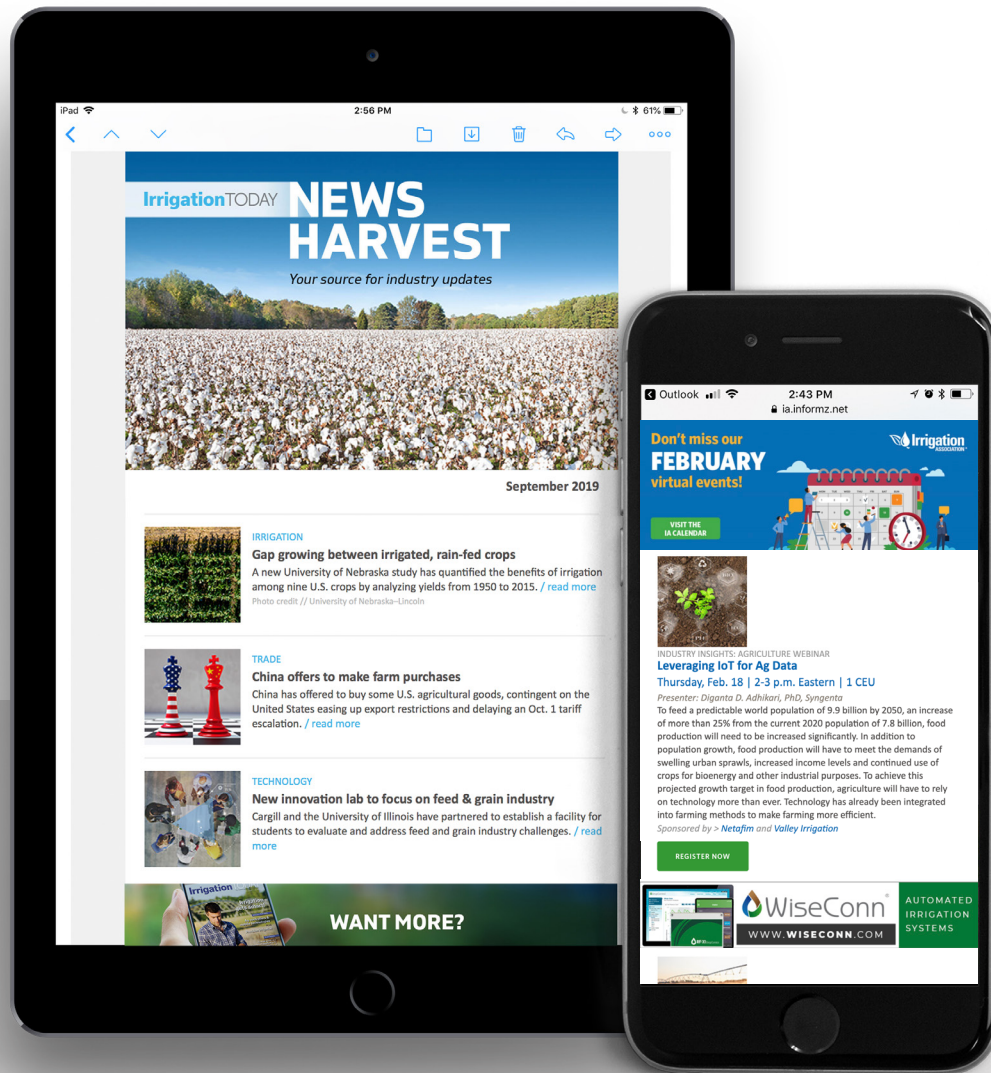 iPad
2:56 PM
61%
IrrigationTODAY
NEWS
HARVEST
Your source for industry updates
September 2019
IRRIGATION
Gap growing between irrigated, rain-fed crops
A new University of Nebraska study has quantified the benefits of irrigation
among nine U.S. crops by analyzing yields from 1950 to 2015. / read more
Photo credit // University of Nebraska–Lincoln
TRADE
China offers to make farm purchases
China has offered to buy some U.S. agricultural goods, contingent on the
United States easing up export restrictions and delaying an Oct. 1 tariff
escalation. / read more
TECHNOLOGY
New innovation lab to focus on feed & grain industry
Cargill and the University of Illinois have partnered to establish a facility for
students to evaluate and address feed and grain industry challenges. / read
more
Irrigation
WANT MORE?
Outlook
2:43 PM
ia.informz.net
Don't miss our
FEBRUARY
virtual events!
VISIT THE
IA CALENDAR
Irrigation
ASSOCIATION
INDUSTRY INSIGHTS: AGRICULTURE WEBINAR
Leveraging IoT for Ag Data
Thursday, Feb. 18 | 2-3 p.m. Eastern | 1 CEU
Presenter: Diganta D. Adhikari, PhD, Syngenta
To feed a predictable world population of 9.9 billion by 2050, an increase
of more than 25% from the current 2020 population of 7.8 billion, food
production will need to be increased significantly. In addition to
population growth, food production will have to meet the demands of
swelling urban sprawls, increased income levels and continued use of
crops for bioenergy and other industrial purposes. To achieve this
projected growth target in food production, agriculture will have to rely
on technology more than ever. Technology has already been integrated
into farming methods to make farming more efficient.
Sponsored by > Netafim and Valley Irrigation
REGISTER NOW
WiseConn
WWW.WISECONN.COM
AUTOMATED
IRRIGATION
SYSTEMS